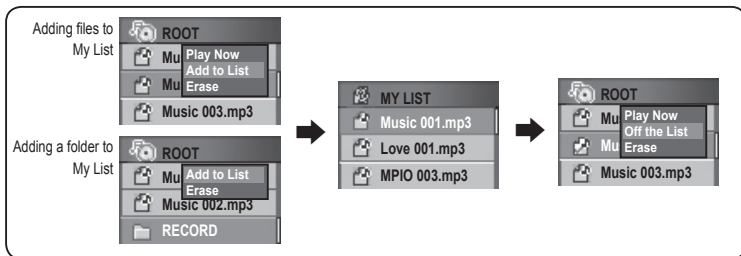 Adding files to
My List
ROOT
Mu
Play Now
Mu
Add to List
Erase
Music 003.mp3
Adding a folder to
My List
ROOT
Mu
Add to List
Erase
Music 002.mp3
RECORD
MY LIST
Music 001.mp3
Love 001.mp3
MPIO 003.mp3
ROOT
Mu
Play Now
Mu
Off the List
Erase
Music 003.mp3